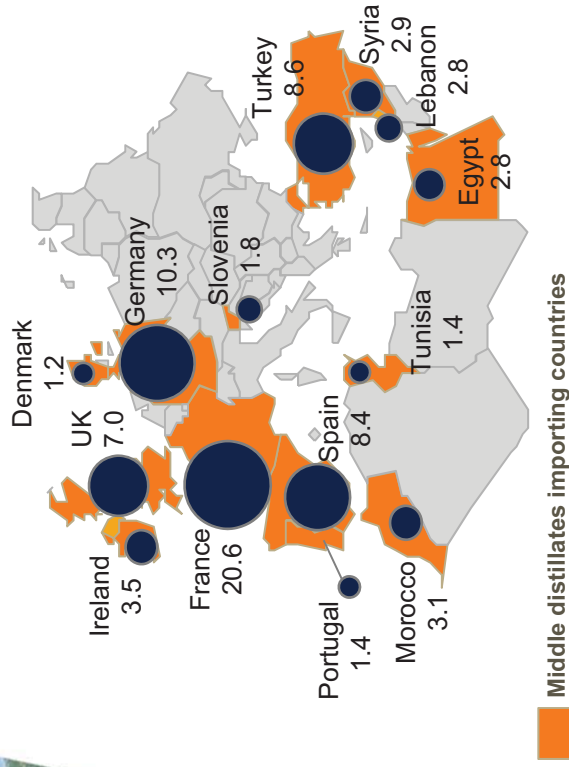 Denmark
1.2
UK
7.0
Ireland
3.5
Germany
10.3
Slovenia
1.8
France
20.6
Portugal
1.4
Spain
8.4
Morocco
3.1
Tunisia
1.4
Turkey
8.6
Syria
2.9
Lebanon
2.8
Egypt
2.8
Middle distillates importing countries